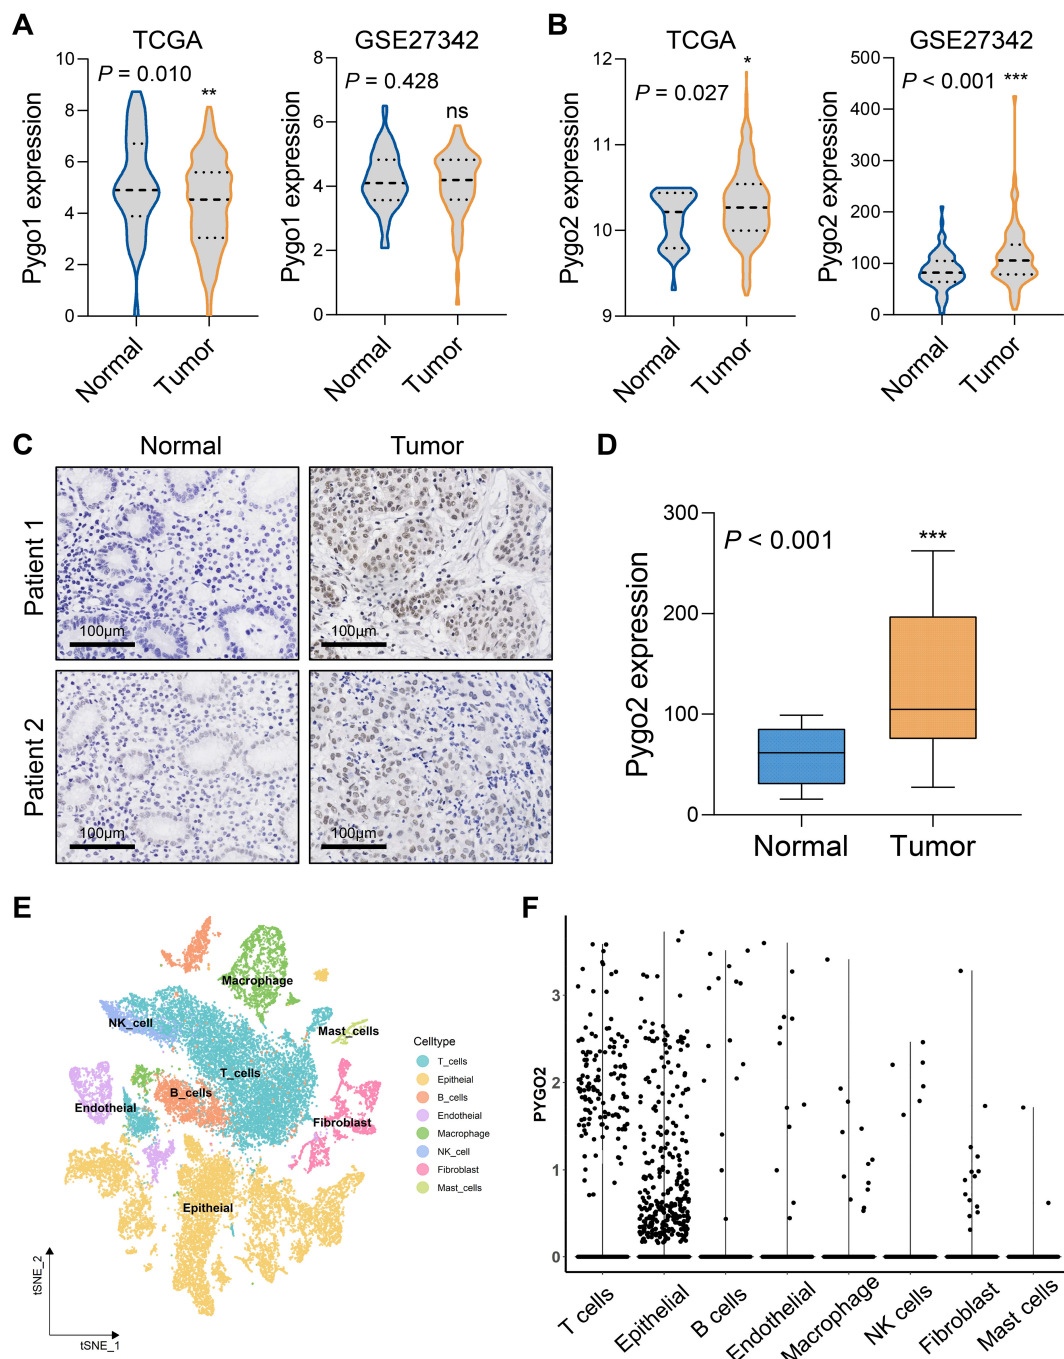 A
TCGA
P = 0.010
**
Pygo1 expression
10
8
6
4
2
0
Normal
Tumor
GSE27342
P = 0.428
ns
Pygo1 expression
8
6
4
2
0
Normal
Tumor
B
TCGA
P = 0.027
*
Pygo2 expression
12
11
10
9
Normal
Tumor
GSE27342
P < 0.001
***
Pygo2 expression
500
400
300
200
100
0
Normal
Tumor
C
Normal
Tumor
Patient 1
100µm
100µm
Patient 2
100µm
100µm
D
P < 0.001
***
Pygo2 expression
300
200
100
0
Normal
Tumor
E
Macrophage
NK_cell
Mast_cells
T_cells
B_cells
Endotheial
Fibroblast
Epitheial
Celltype
T_cells
Epitheial
B_cells
Endotheial
Macrophage
NK_cell
Fibroblast
Mast_cells
tSNE_2
tSNE_1
F
PYGO2
3
2
1
0
T cells
Epithelial
B cells
Endothelial
Macrophage
NK cells
Fibroblast
Mast cells